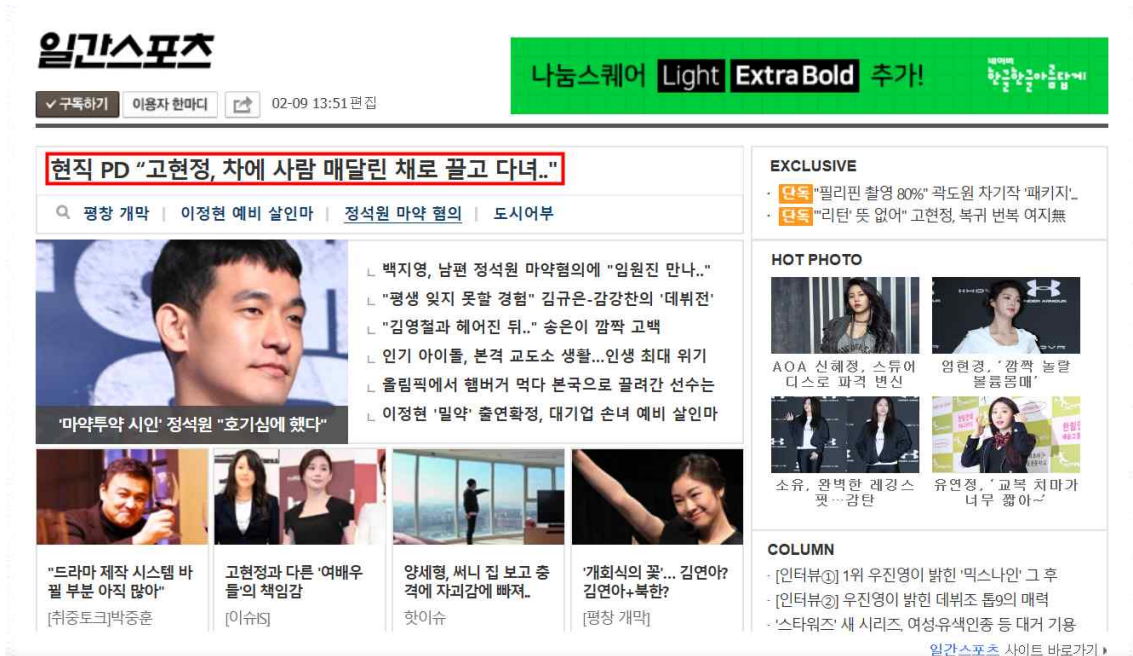 일간스포츠
나눔스퀘어 Light ExtraBold 추가!
네이버
한글한글아름답게
구독하기 이용자 한마디 02-09 13:51 편집
현직 PD “고현정, 차에 사람 매달린 채로 끌고 다녀.."
평창 개막 | 이정현 예비 살인마 | 정석원 마약 혐의 | 도시어부
백지영, 남편 정석원 마약혐의에 "임원진 만나.."
"평생 잊지 못할 경험" 김규은-감강찬의 '데뷔전'
"김영철과 헤어진 뒤.." 송은이 깜짝 고백
인기 아이돌, 본격 교도소 생활...인생 최대 위기
올림픽에서 햄버거 먹다 본국으로 끌려간 선수는
이정현 '밀약' 출연확정, 대기업 손녀 예비 살인마
'마약투약 시인' 정석원 "호기심에 했다"
"드라마 제작 시스템 바
뀔 부분 아직 많아"
[취중토크]박중훈
고현정과 다른 '여배우
들'의 책임감
[이슈IS]
양세형, 써니 집 보고 충
격에 자괴감에 빠져..
핫이슈
'개회식의 꽃'... 김연아?
김연아+북한?
[평창 개막]
EXCLUSIVE
· 단독 "필리핀 촬영 80%" 곽도원 차기작 '패키지'..
· 단독 "'리턴' 뜻 없어" 고현정, 복귀 번복 여지無
HOT PHOTO
UNDER ARMOUR
AOA 신혜정, 스튜어
디스로 파격 변신
엄현경, ‘깜짝 놀랄
볼륨몸매’
소유, 완벽한 레깅스
핏…감탄
유연정, ‘교복 치마가
너무 짧아~’
COLUMN
· [인터뷰①] 1위 우진영이 밝힌 '믹스나인' 그 후
· [인터뷰②] 우진영이 밝힌 데뷔조 톱9의 매력
· '스타워즈' 새 시리즈, 여성·유색인종 등 대거 기용
일간스포츠 사이트 바로가기